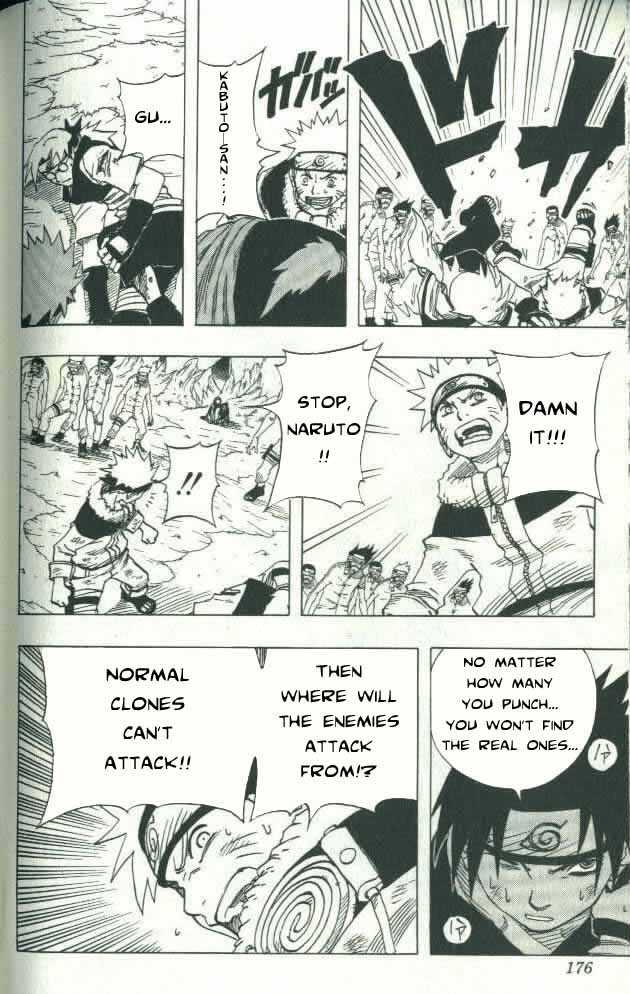 ドカ
ガバッ
KABUTO-SAN...!
GU...
DAMN
IT!!!
STOP,
NARUTO
!!
!!
NO MATTER
HOW MANY
YOU PUNCH...
YOU WON'T FIND
THE REAL ONES...
THEN
WHERE WILL
THE ENEMIES
ATTACK
FROM!?
NORMAL
CLONES
CAN'T
ATTACK!!
176